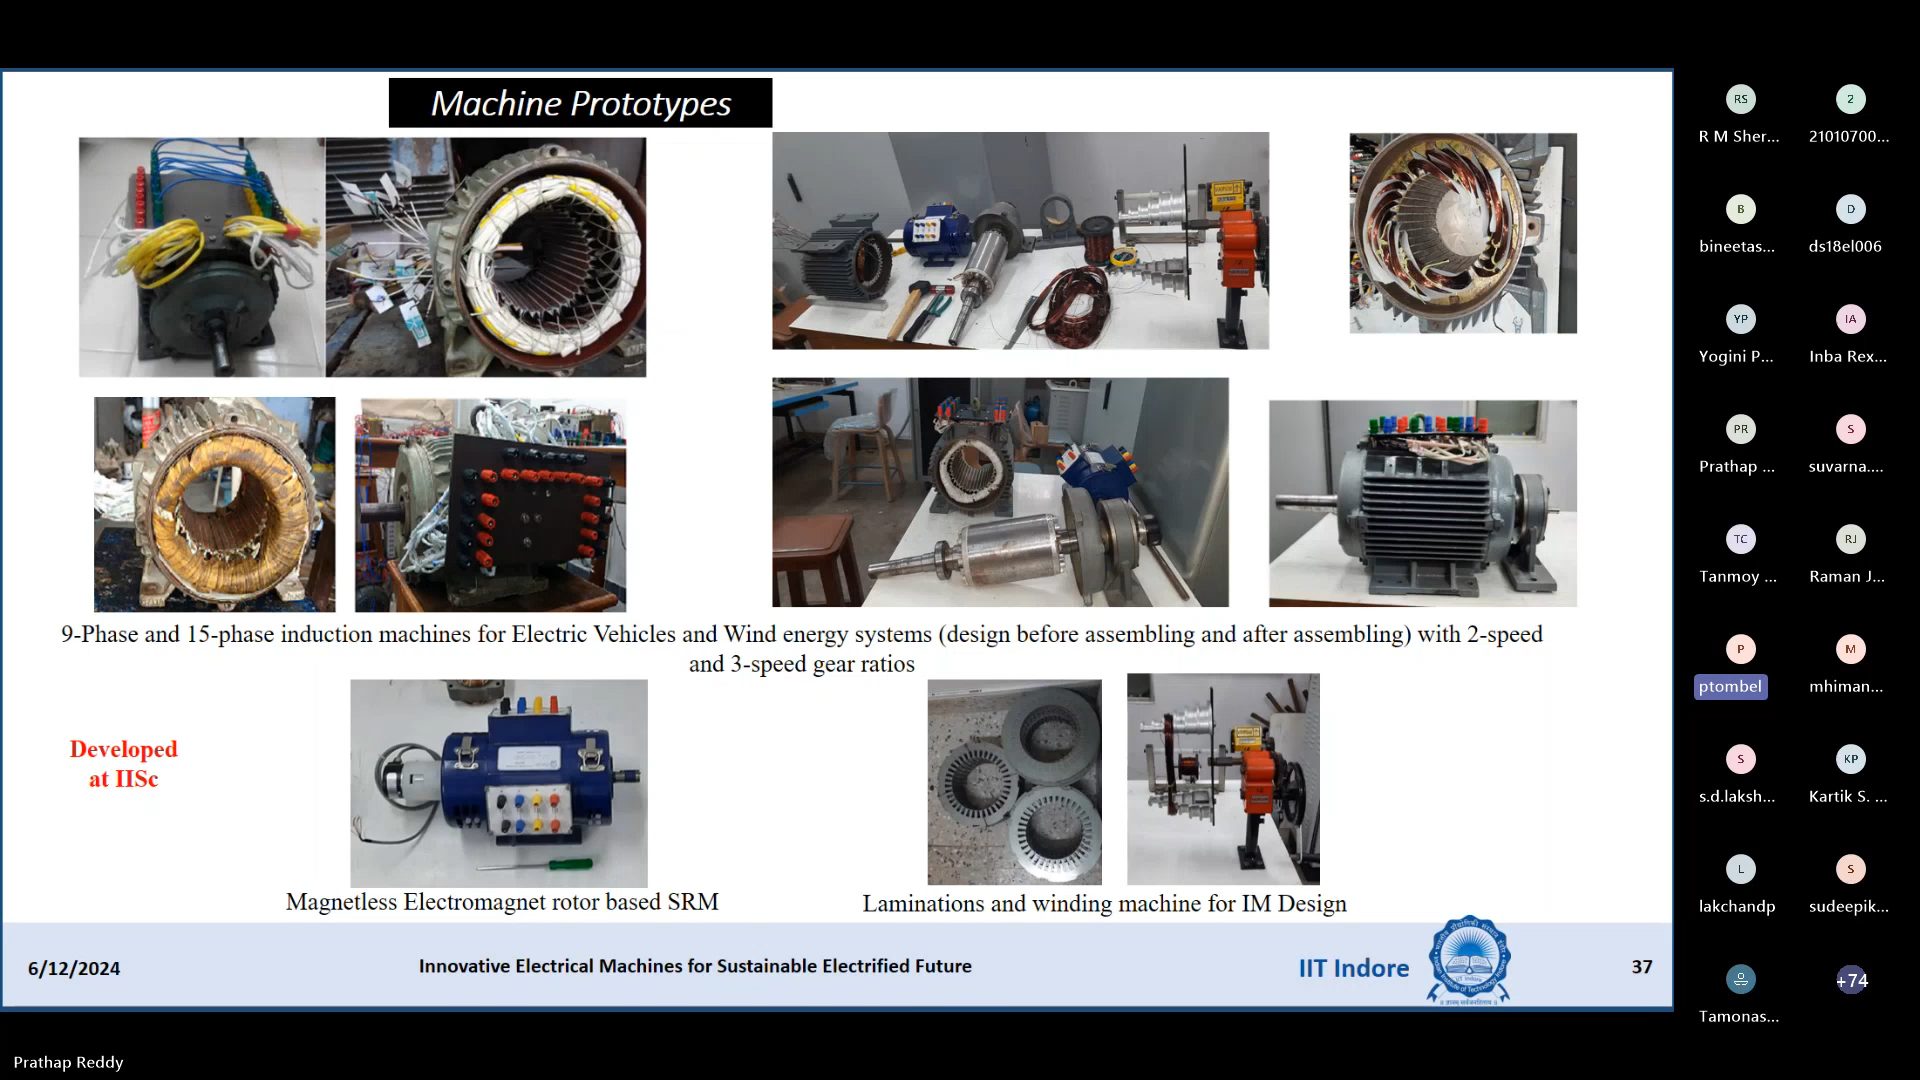 Machine Prototypes
9-Phase and 15-phase induction machines for Electric Vehicles and Wind energy systems (design before assembling and after assembling) with 2-speed
and 3-speed gear ratios
Developed
at IISc
Magnetless Electromagnet rotor based SRM
Laminations and winding machine for IM Design
6/12/2024
Innovative Electrical Machines for Sustainable Electrified Future
IIT Indore
37
RS
2
R M Sher...
21010700...
B
D
bineetas...
ds18el006
YP
IA
Yogini P...
Inba Rex...
PR
S
Prathap ...
suvarna....
TC
RJ
Tanmoy ...
Raman J...
P
M
ptombel
mhiman...
S
KP
s.d.laksh...
Kartik S. ...
L
S
lakchandp
sudeepik...
+74
Tamonas...
Prathap Reddy